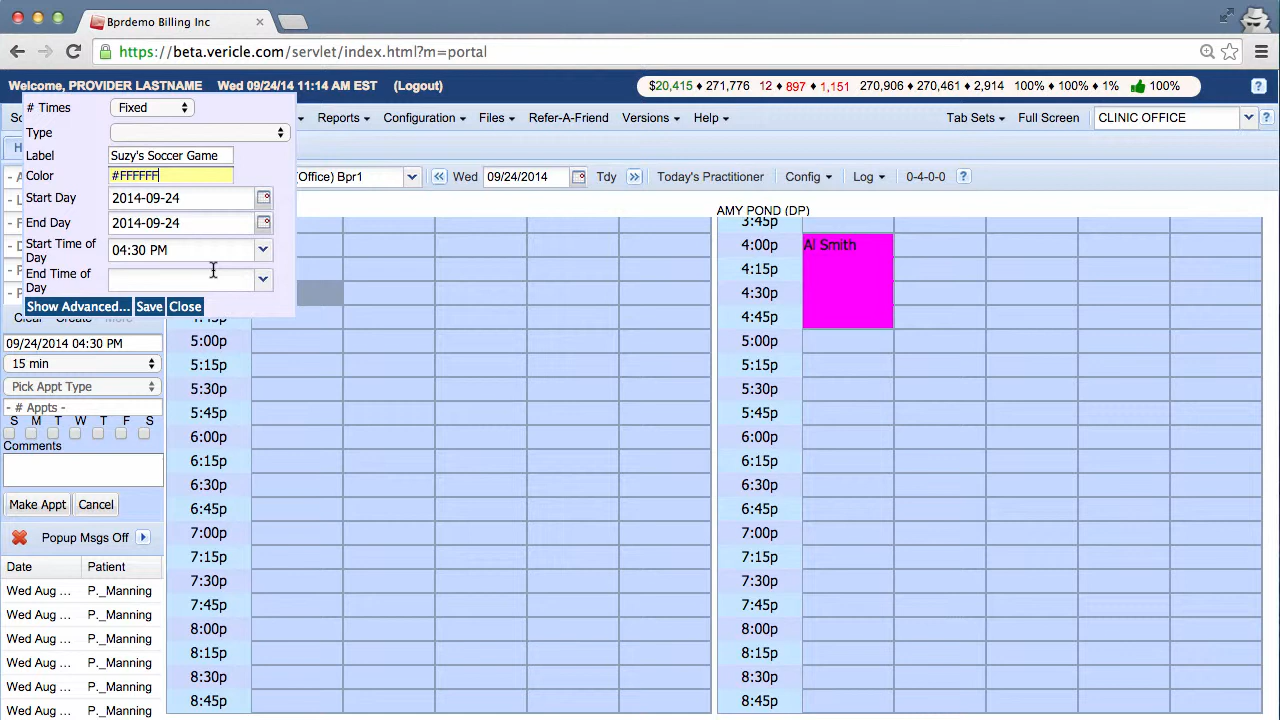 Bprdemo Billing Inc
https://beta.vericle.com/servlet/index.html?m=portal
Welcome, PROVIDER LASTNAME Wed 09/24/14 11:14 AM EST (Logout)
$20,415 ♦ 271,776 12 ♦ 897 ♦ 1,151 270,906 ♦ 270,461 ♦ 2,914 100% ♦ 100% ♦ 1% 100%
Reports Configuration Files Refer-A-Friend Versions Help Tab Sets Full Screen CLINIC OFFICE
# Times Fixed
Type
Label Suzy's Soccer Game
Color #FFFFFF
Start Day 2014-09-24
End Day 2014-09-24
Start Time of Day 04:30 PM
End Time of Day
Show Advanced... Save Close
Office) Bpr1 Wed 09/24/2014 Tdy Today's Practitioner Config Log 0-4-0-0
09/24/2014 04:30 PM
15 min
Pick Appt Type
- # Appts -
S M T W T F S
Comments
Make Appt Cancel
Popup Msgs Off
Date Patient
Wed Aug ... P._Manning
Wed Aug ... P._Manning
Wed Aug ... P._Manning
Wed Aug ... P._Manning
Wed Aug ... P._Manning
Wed Aug ... P._Manning
5:00p
5:15p
5:30p
5:45p
6:00p
6:15p
6:30p
6:45p
7:00p
7:15p
7:30p
7:45p
8:00p
8:15p
8:30p
8:45p
AMY POND (DP)
3:45p
4:00p Al Smith
4:15p
4:30p
4:45p
5:00p
5:15p
5:30p
5:45p
6:00p
6:15p
6:30p
6:45p
7:00p
7:15p
7:30p
7:45p
8:00p
8:15p
8:30p
8:45p